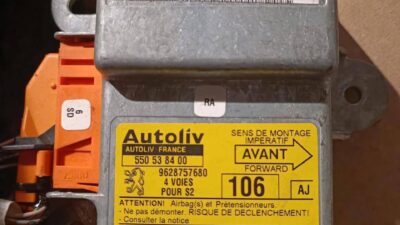 6
SD
RA
Autoliv
AUTOLIV - FRANCE
550 53 84 00
9628757680
4 VOIES
POUR S2
SENS DE MONTAGE
IMPÉRATIF
AVANT
FORWARD
106
AJ
ATTENTION! Airbag(s) et Prétensionneurs.
- Ne pas démonter. RISQUE DE DECLENCHEMENT!
- Consulter la notice